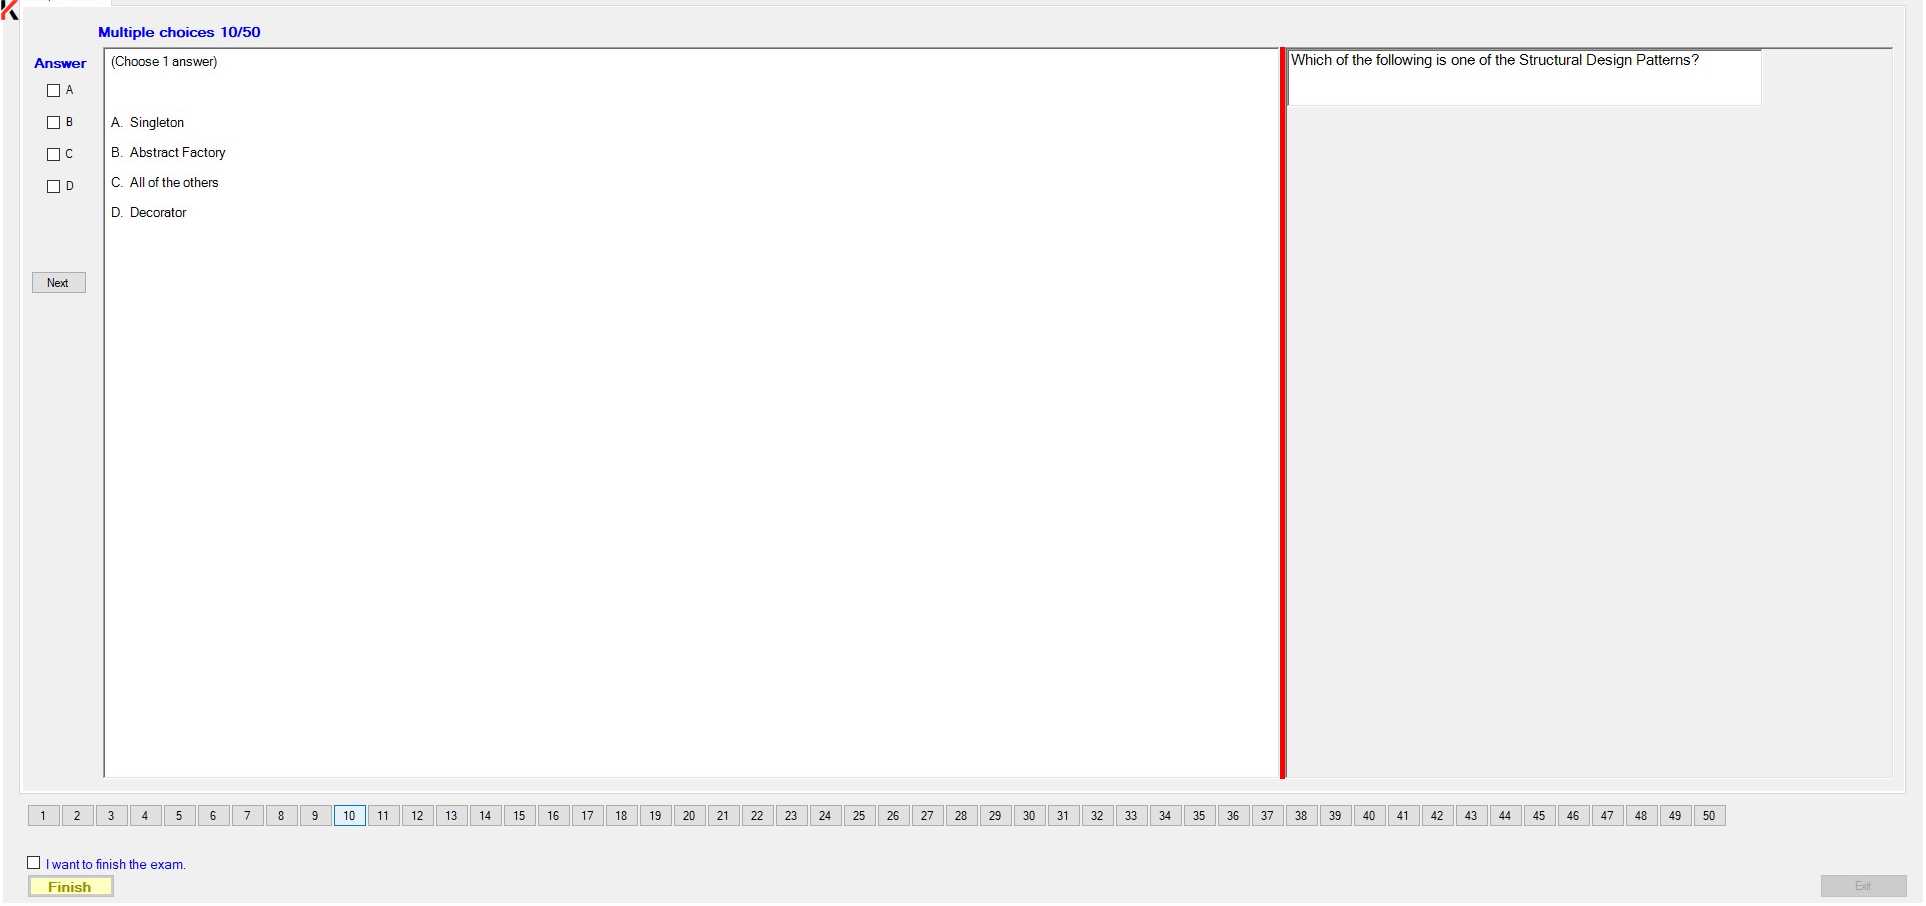 Multiple choices 10/50
Answer
A
B
C
D
Next
(Choose 1 answer)
A. Singleton
B. Abstract Factory
C. All of the others
D. Decorator
Which of the following is one of the Structural Design Patterns?
1 2 3 4 5 6 7 8 9 10 11 12 13 14 15 16 17 18 19 20 21 22 23 24 25 26 27 28 29 30 31 32 33 34 35 36 37 38 39 40 41 42 43 44 45 46 47 48 49 50
I want to finish the exam.
Finish
Exit